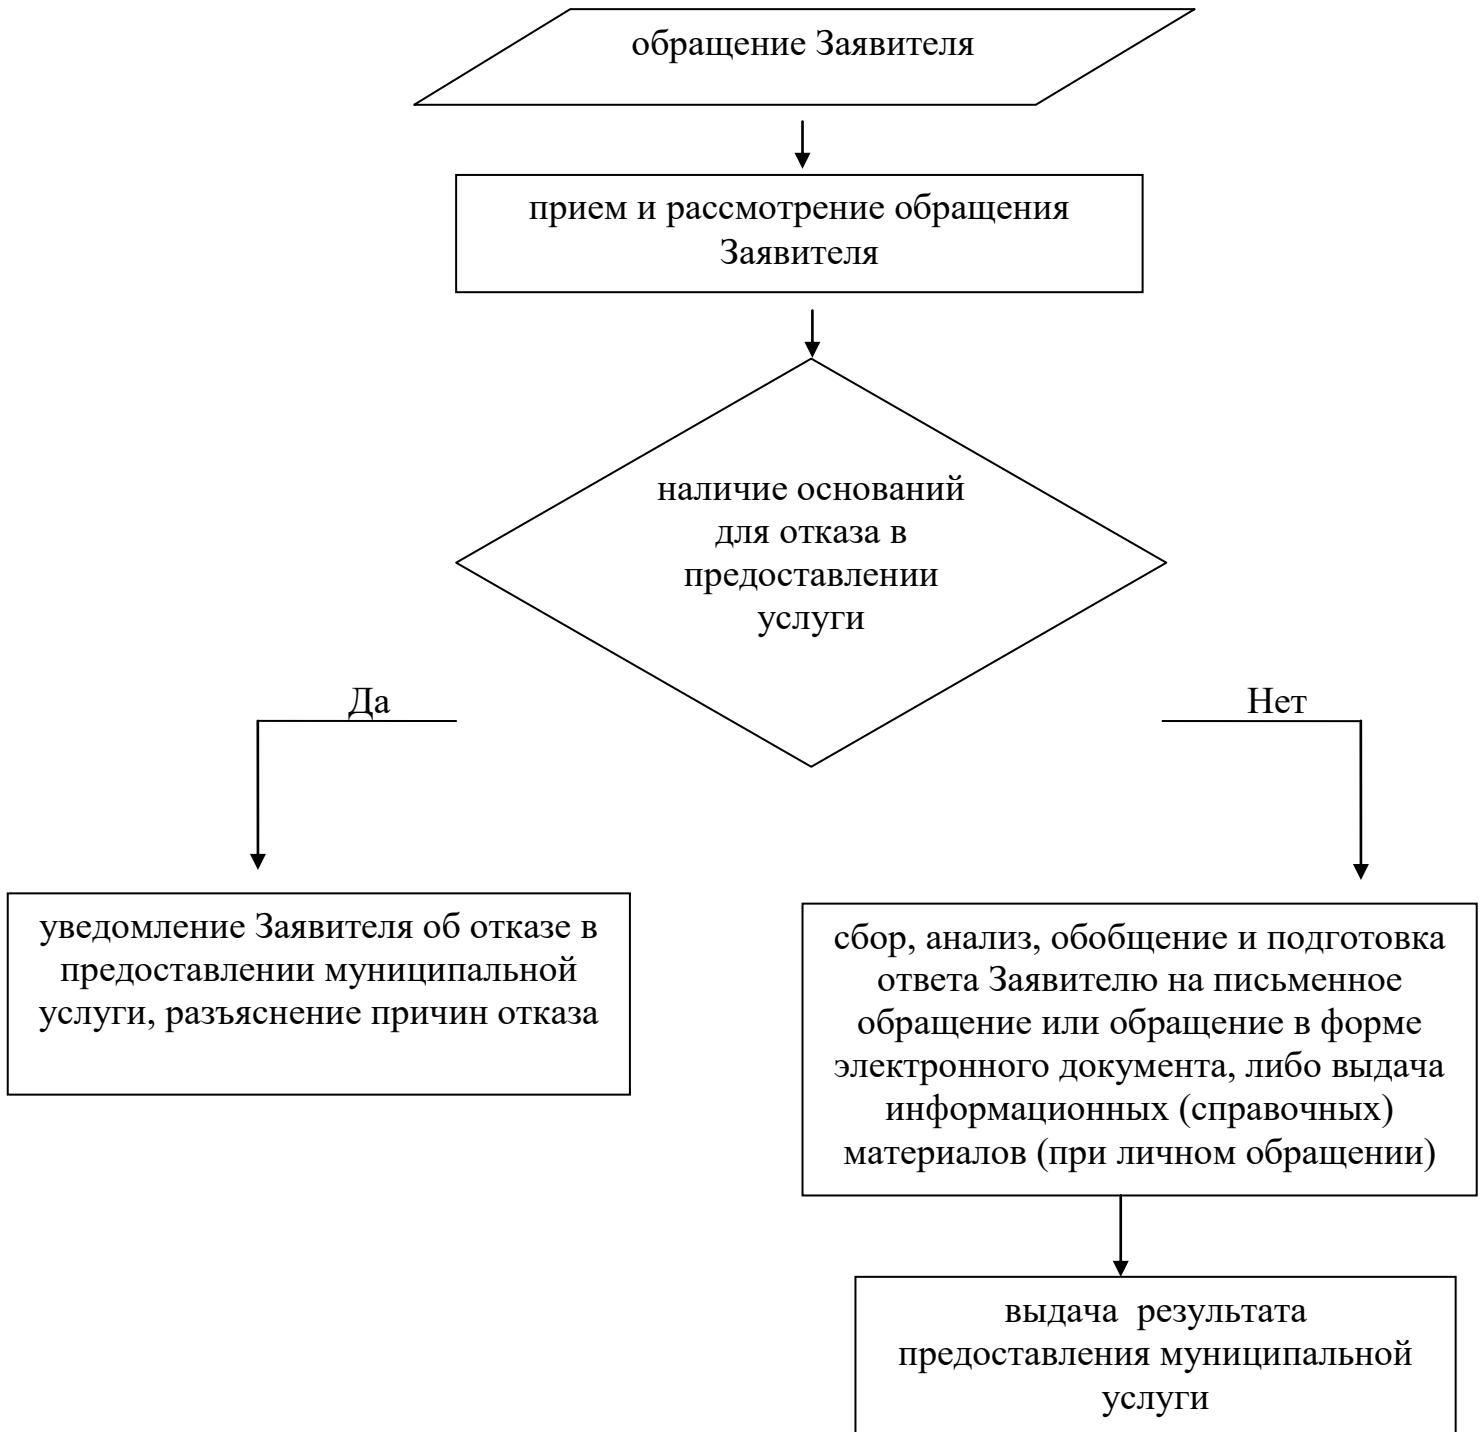 обращение Заявителя
прием и рассмотрение обращения
Заявителя
наличие оснований
для отказа в
предоставлении
услуги
Да
Нет
уведомление Заявителя об отказе в
предоставлении муниципальной
услуги, разъяснение причин отказа
сбор, анализ, обобщение и подготовка
ответа Заявителю на письменное
обращение или обращение в форме
электронного документа, либо выдача
информационных (справочных)
материалов (при личном обращении)
выдача результата
предоставления муниципальной
услуги